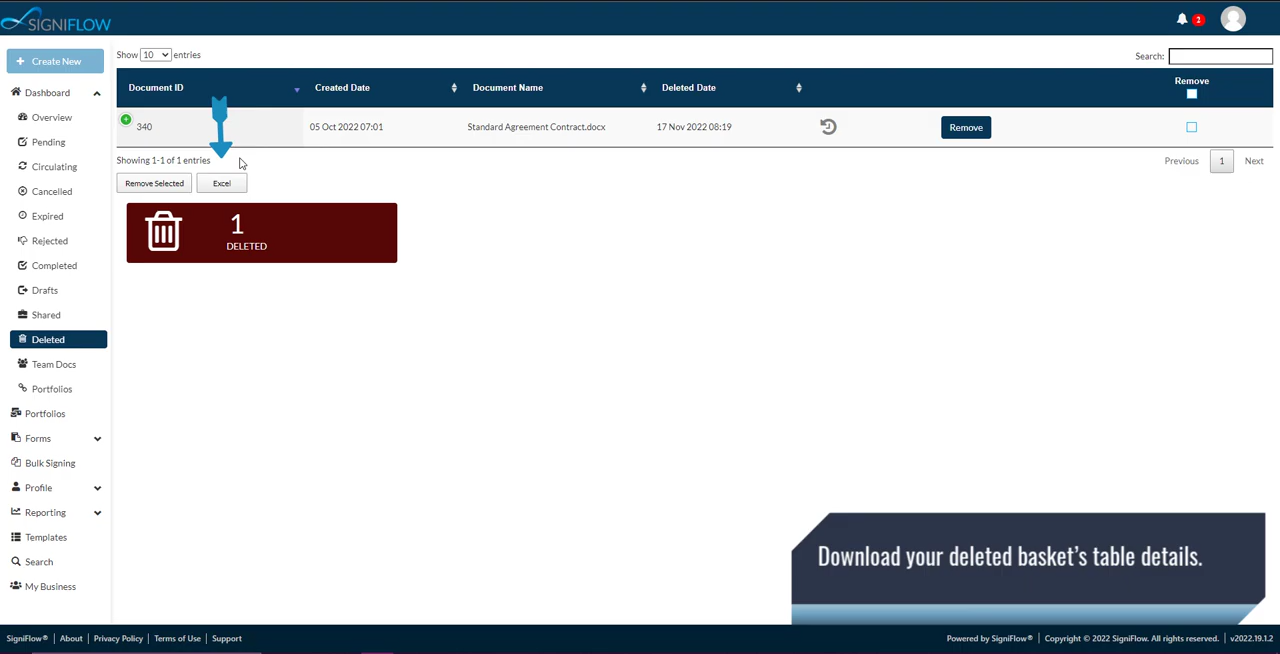 SIGNIFLOW
1
Create New
Show 10 entries
Search:
Document ID Created Date Document Name Deleted Date Remove
340 05 Oct 2022 07:01 Standard Agreement Contract.docx 17 Nov 2022 08:19 Remove
Showing 1-1 of 1 entries
Previous 1 Next
Remove Selected Excel
1
DELETED
Dashboard
Overview
Pending
Circulating
Cancelled
Expired
Rejected
Completed
Drafts
Shared
Deleted
Team Docs
Portfolios
Portfolios
Forms
Bulk Signing
Profile
Reporting
Templates
Search
My Business
Download your deleted basket's table details.
SigniFlow® | About | Privacy Policy | Terms of Use | Support
Powered by SigniFlow® | Copyright © 2022 SigniFlow. All rights reserved. | v2022.19.1.2